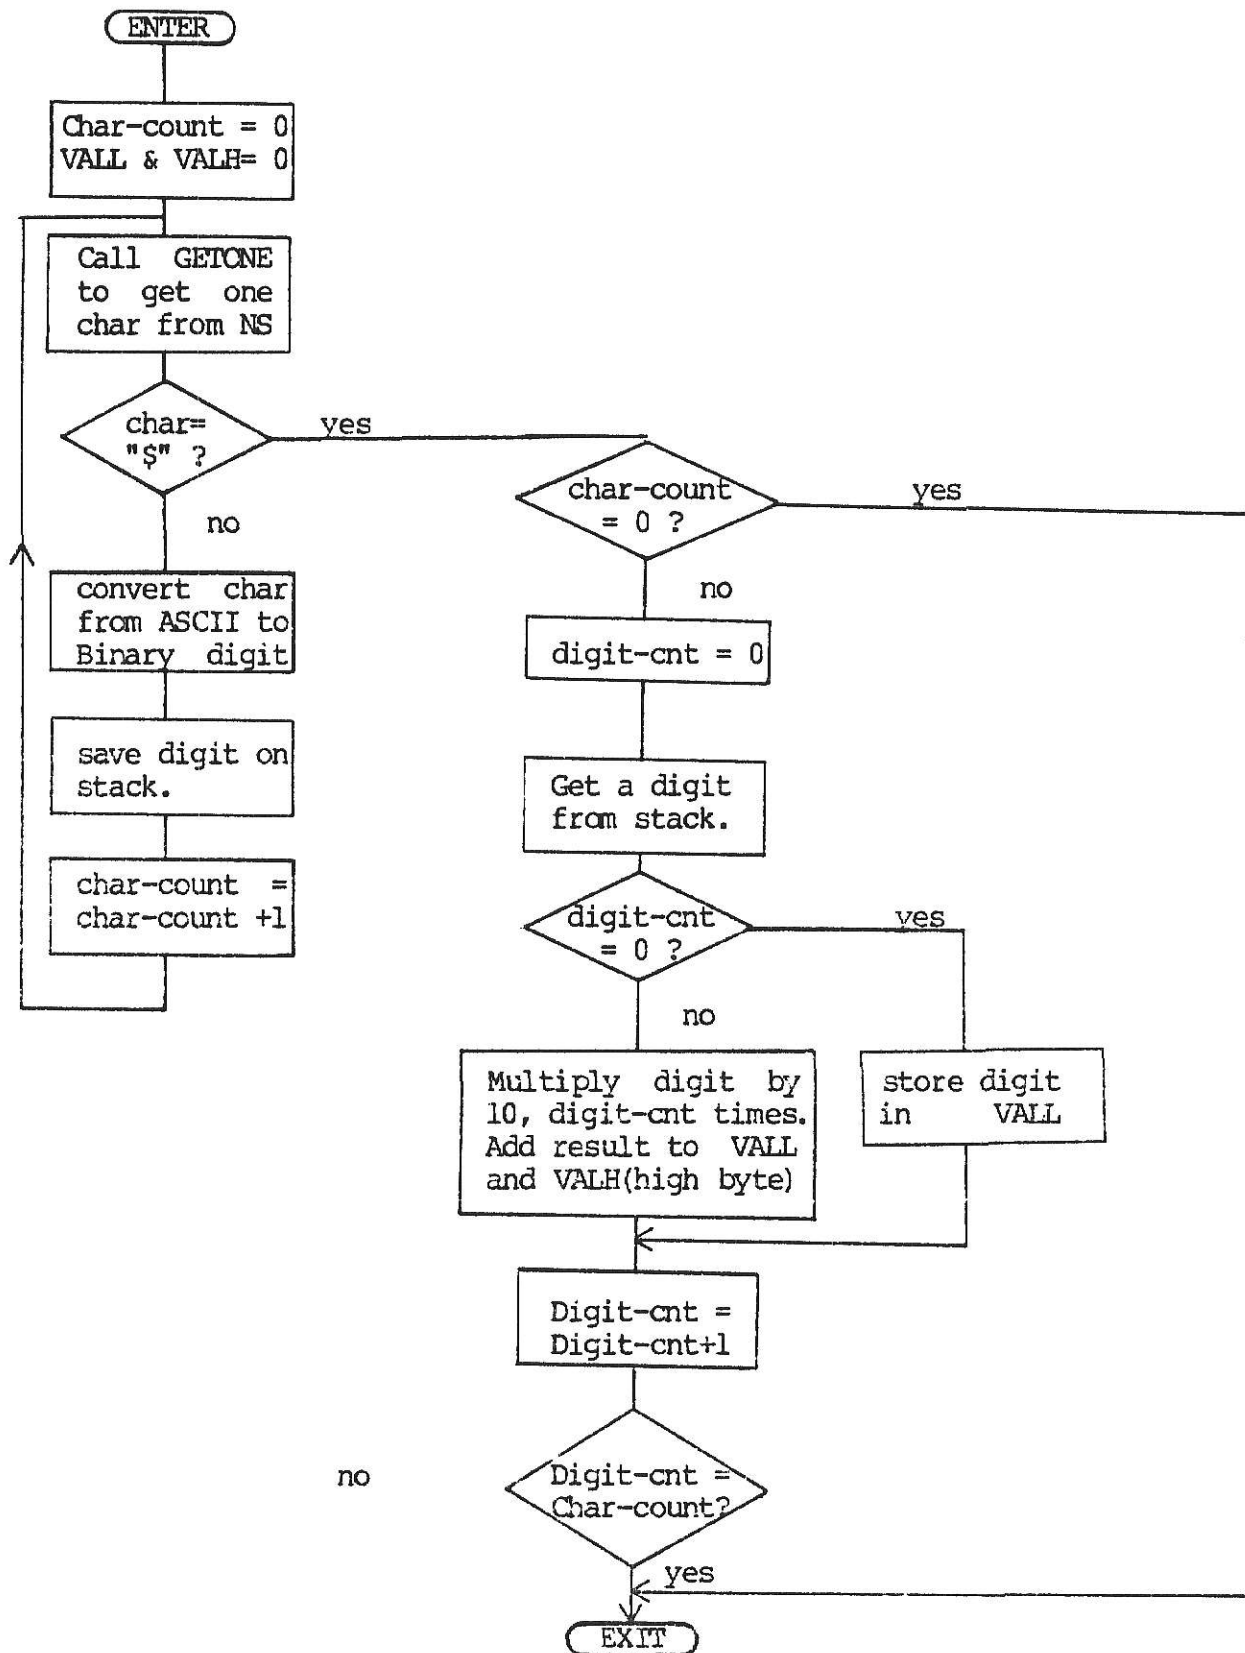 ENTER
Char-count = 0
VALL & VALH= 0
Call GETONE
to get one
char from NS
char=
"$" ?
yes
no
convert char
from ASCII to
Binary digit
save digit on
stack.
char-count =
char-count +1
char-count
= 0 ?
yes
no
digit-cnt = 0
Get a digit
from stack.
digit-cnt
= 0 ?
yes
no
Multiply digit by
10, digit-cnt times.
Add result to VALL
and VALH(high byte)
store digit
in VALL
Digit-cnt =
Digit-cnt+1
no
Digit-cnt =
Char-count?
yes
EXIT